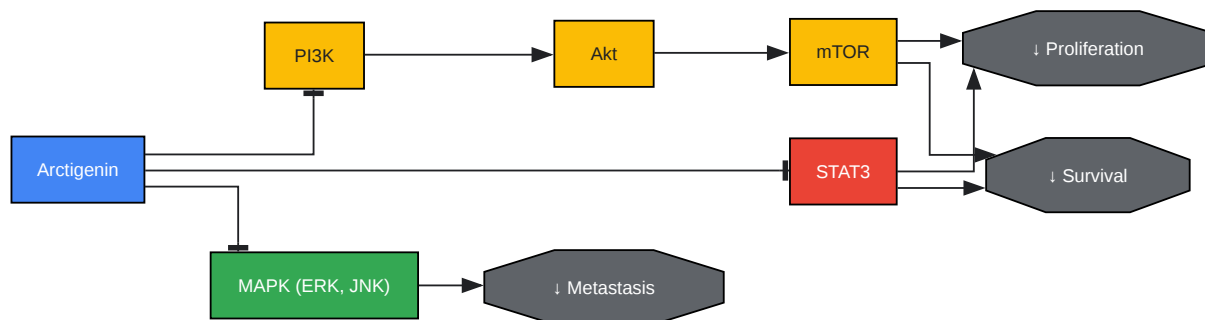 PI3K
Akt
mTOR
↓ Proliferation
Arctigenin
STAT3
↓ Survival
MAPK (ERK, JNK)
↓ Metastasis